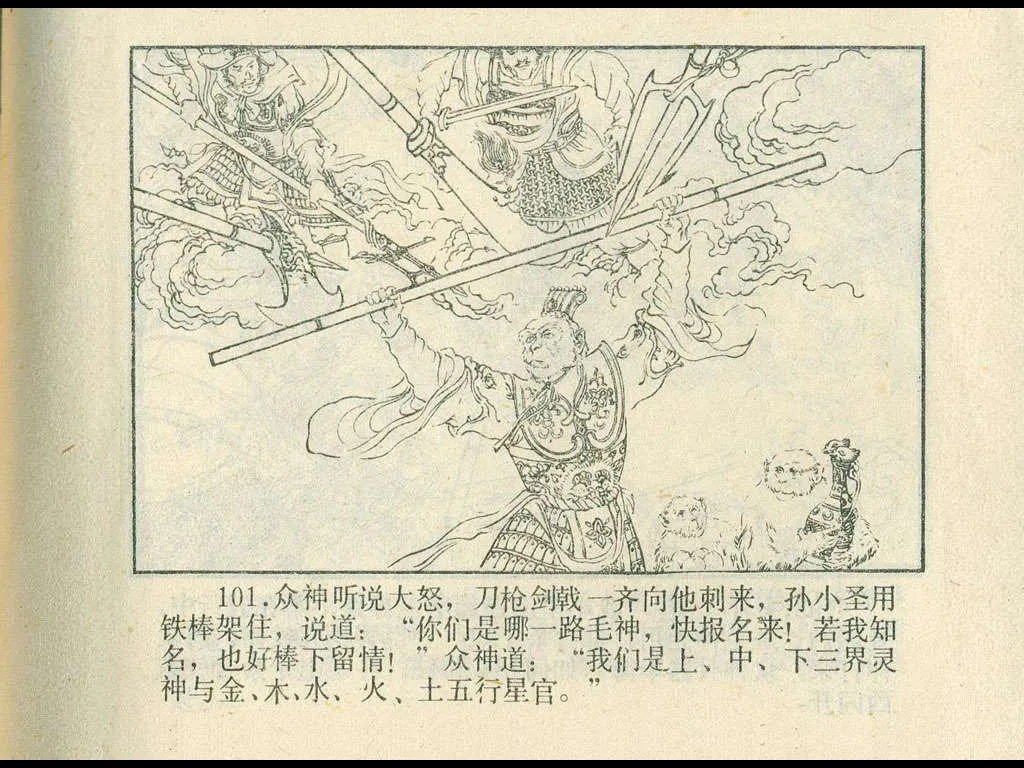 101.众神听说大怒，刀枪剑戟一齐向他刺来，孙小圣用
铁棒架住，说道：“你们是哪一路毛神，快报名来！若我知
名，也好棒下留情！”众神道：“我们是上、中、下三界灵
神与金、木、水、火、土五行星官。”